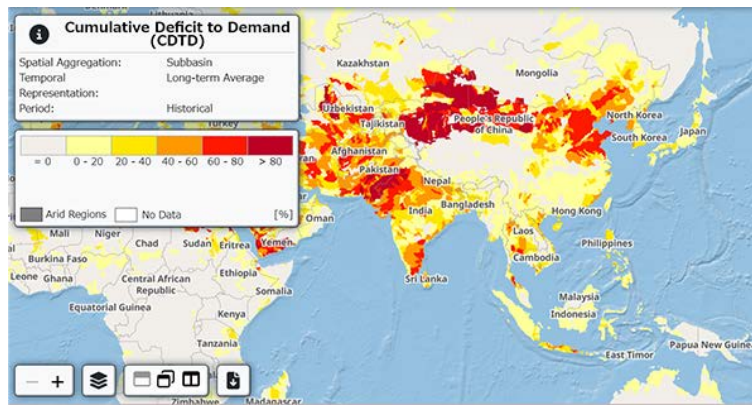 Cumulative Deficit to Demand
(CDTD)
Spatial Aggregation: Subbasin
Temporal Long-term Average
Representation:
Period: Historical
= 0 0 - 20 20 - 40 40 - 60 60 - 80 > 80
Arid Regions No Data [%]
Kazakhstan
Mongolia
Uzbekistan
Turkey
Tajikistan
People's Republic
of China
North Korea
South Korea
Japan
Afghanistan
Pakistan
Nepal
Oman
India
Bangladesh
Hong Kong
Mali
Niger
Chad
Sudan
Eritrea
Yemen
Laos
Philippines
Burkina Faso
Ethiopia
Cambodia
Leone
Ghana
Central African
Republic
Somalia
Sri Lanka
Equatorial Guinea
Kenya
Malaysia
Indonesia
Tanzania
East Timor
Papua New Guinea
Zimbabwe
Madanascar